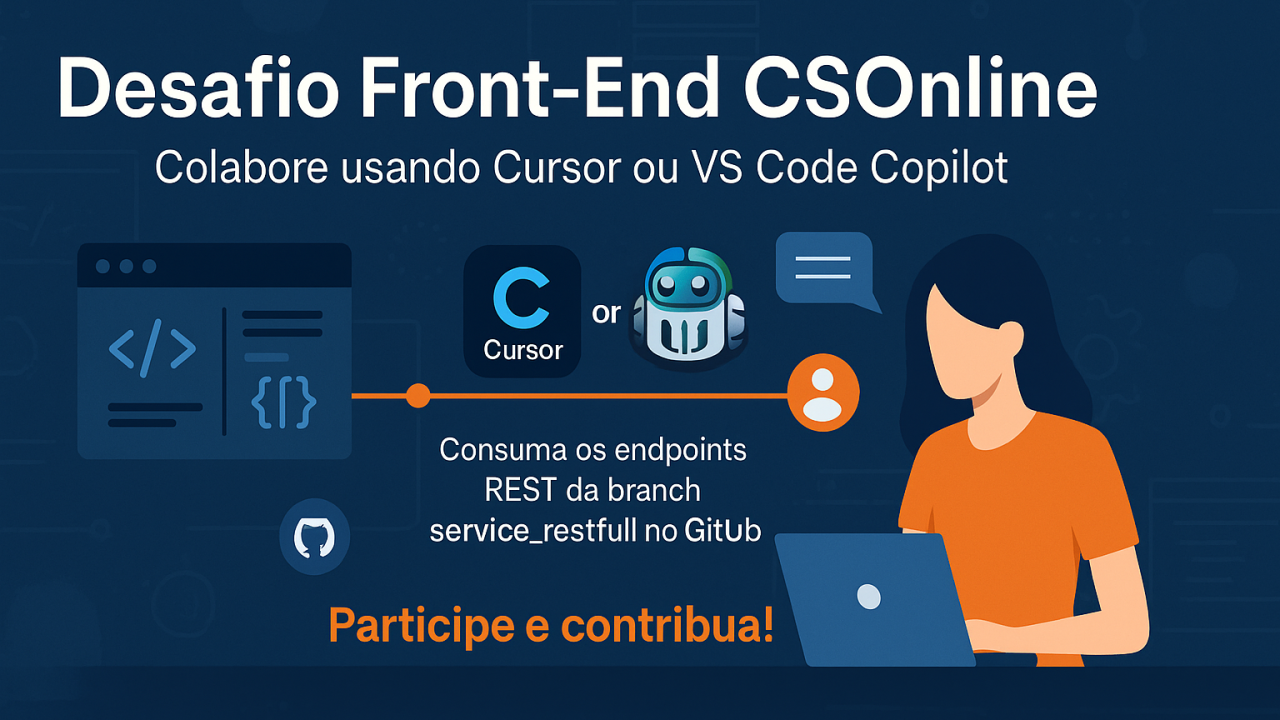 Desafio Front-End CSOnline
Colabore usando Cursor ou VS Code Copilot
</>
{[]}
C
Cursor
or
Consuma os endpoints
REST da branch
service_restfull no GitUb
Participe e contribua!